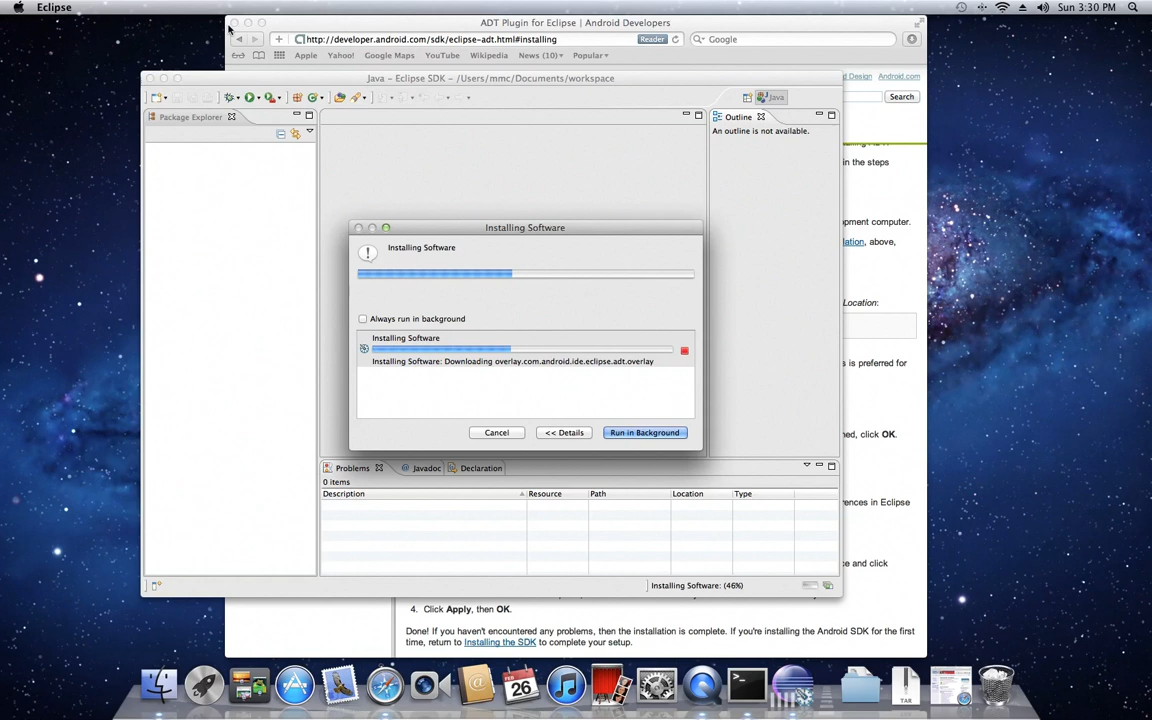 Eclipse
Sun 3:30 PM
ADT Plugin for Eclipse | Android Developers
http://developer.android.com/sdk/eclipse-adt.html#installing
Reader
Google
Apple
Yahoo!
Google Maps
YouTube
Wikipedia
News (10)
Popular
Java – Eclipse SDK – /Users/mmc/Documents/workspace
Design
Android.com
Search
Java
Package Explorer
Outline
An outline is not available.
in the steps
opment computer.
lation, above,
Location:
s is preferred for
ned, click OK.
rences in Eclipse
ce and click
Installing Software
Installing Software
Always run in background
Installing Software
Installing Software: Downloading overlay.com.android.ide.eclipse.adt.overlay
Cancel
<< Details
Run in Background
Problems
Javadoc
Declaration
0 items
Description
Resource
Path
Location
Type
Installing Software: (46%)
4. Click Apply, then OK.
Done! If you haven't encountered any problems, then the installation is complete. If you're installing the Android SDK for the first
time, return to Installing the SDK to complete your setup.
26
TAR